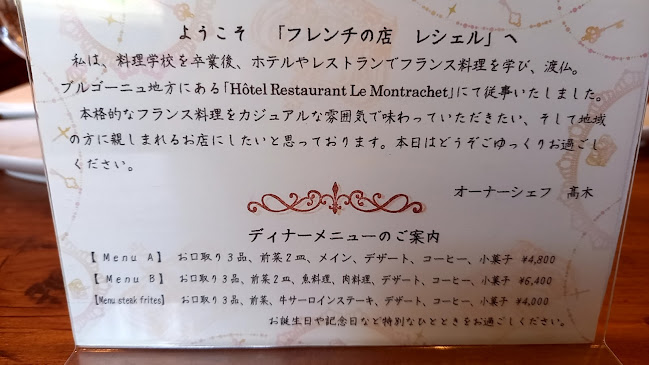 ようこそ 「フレンチの店 レシェル」へ
私は、料理学校を卒業後、ホテルやレストランでフランス料理を学び、渡仏。
ブルゴーニュ地方にある「Hôtel Restaurant Le Montrachet」にて従事いたしました。
本格的なフランス料理をカジュアルな雰囲気で味わっていただきたい、そして地域
の方に親しまれるお店にしたいと思っております。本日はどうぞごゆっくりお過ごし
ください。
オーナーシェフ 高木
ディナーメニューのご案内
【 Menu A】 お口取り3品、前菜2皿、メイン、デザート、コーヒー、小菓子 ¥4,800
【 Menu B】 お口取り3品、前菜2皿、魚料理、肉料理、デザート、コーヒー、小菓子 ¥6,400
【Menu steak frites】 お口取り3品、前菜、牛サーロインステーキ、デザート、コーヒー、小菓子 ¥4,000
お誕生日や記念日など特別なひとときをお過ごしください。